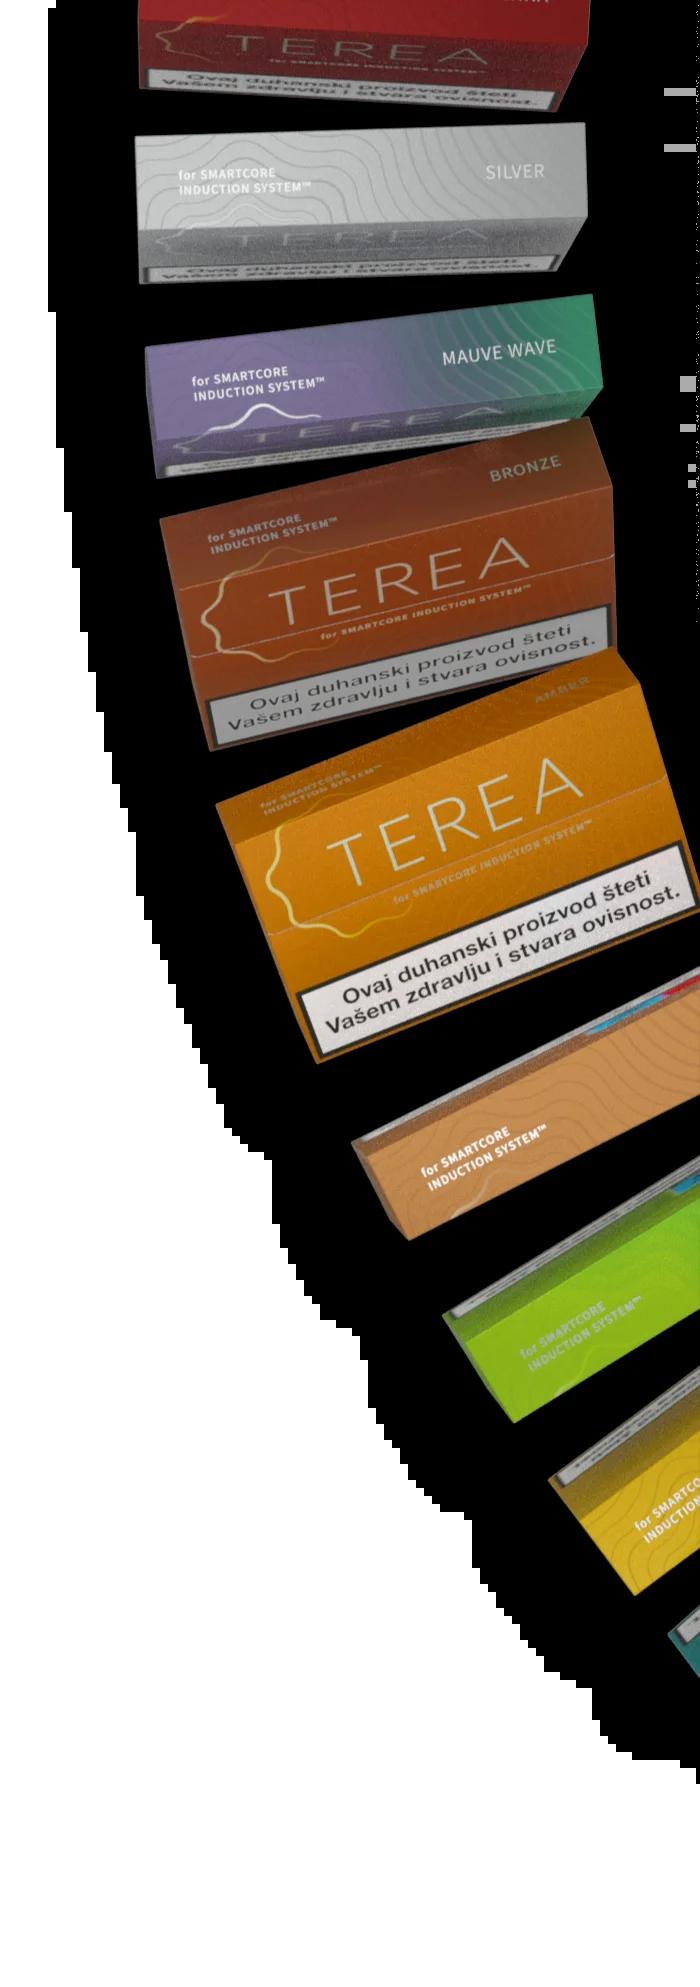 TEREA
for SMARTCORE INDUCTION SYSTEM™
Ovaj duhanski proizvod šteti
Vašem zdravlju i stvara ovisnost.
for SMARTCORE
INDUCTION SYSTEM™
SILVER
TEREA
Ovaj duhanski proizvod šteti
Vašem zdravlju i stvara ovisnost.
for SMARTCORE
INDUCTION SYSTEM™
MAUVE WAVE
TEREA
for SMARTCORE
INDUCTION SYSTEM™
BRONZE
TEREA
for SMARTCORE INDUCTION SYSTEM™
Ovaj duhanski proizvod šteti
Vašem zdravlju i stvara ovisnost.
for SMARTCORE
INDUCTION SYSTEM™
AMBER
TEREA
for SMARTCORE INDUCTION SYSTEM™
Ovaj duhanski proizvod šteti
Vašem zdravlju i stvara ovisnost.
for SMARTCORE
INDUCTION SYSTEM™
for SMARTCORE
INDUCTION SYSTEM™
for SMARTCO
INDUCTION